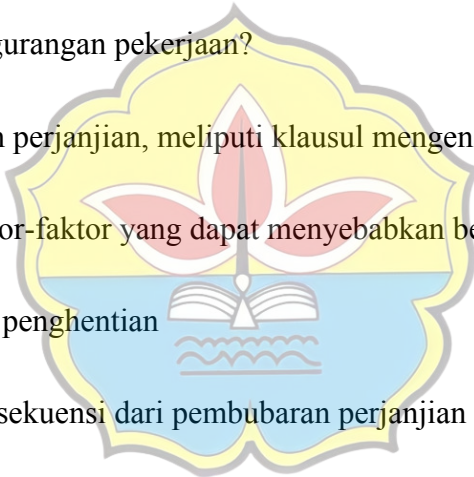 gurangan pekerjaan?
perjanjian, meliputi klausul mengen
or-faktor yang dapat menyebabkan be
penghentian
sekuensi dari pembubaran perjanjian